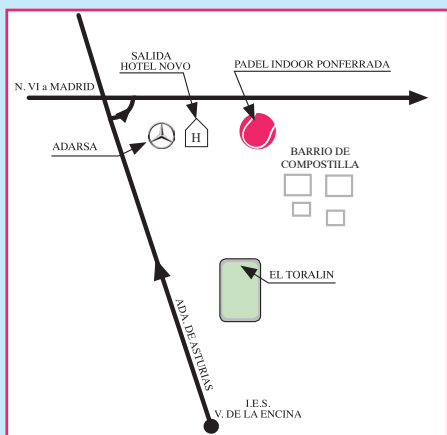 SALIDA
HOTEL NOVO
PADEL INDOOR PONFERRADA
N. VI a MADRID
ADARSA
H
BARRIO DE
COMPOSTILLA
EL TORALIN
ADA. DE ASTURIAS
I.E.S.
V. DE LA ENCINA